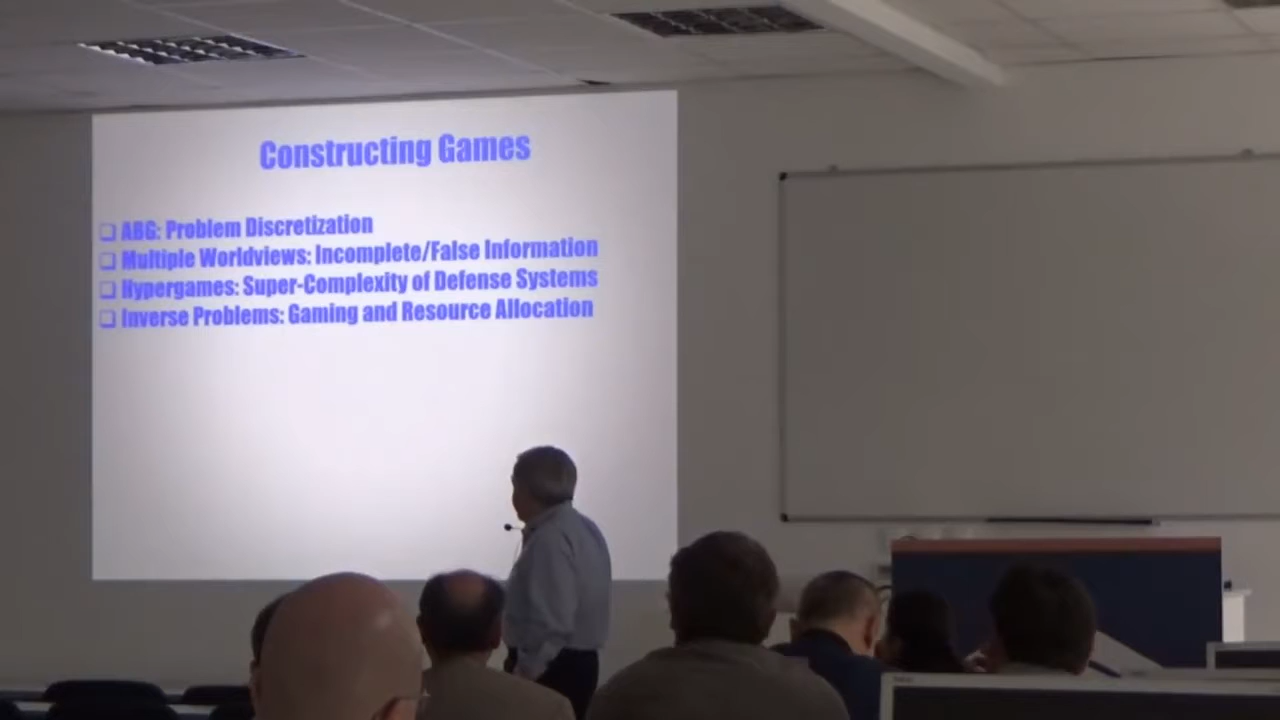 Constructing Games
❑ ABG: Problem Discretization
❑ Multiple Worldviews: Incomplete/False Information
❑ Hypergames: Super-Complexity of Defense Systems
❑ Inverse Problems: Gaming and Resource Allocation